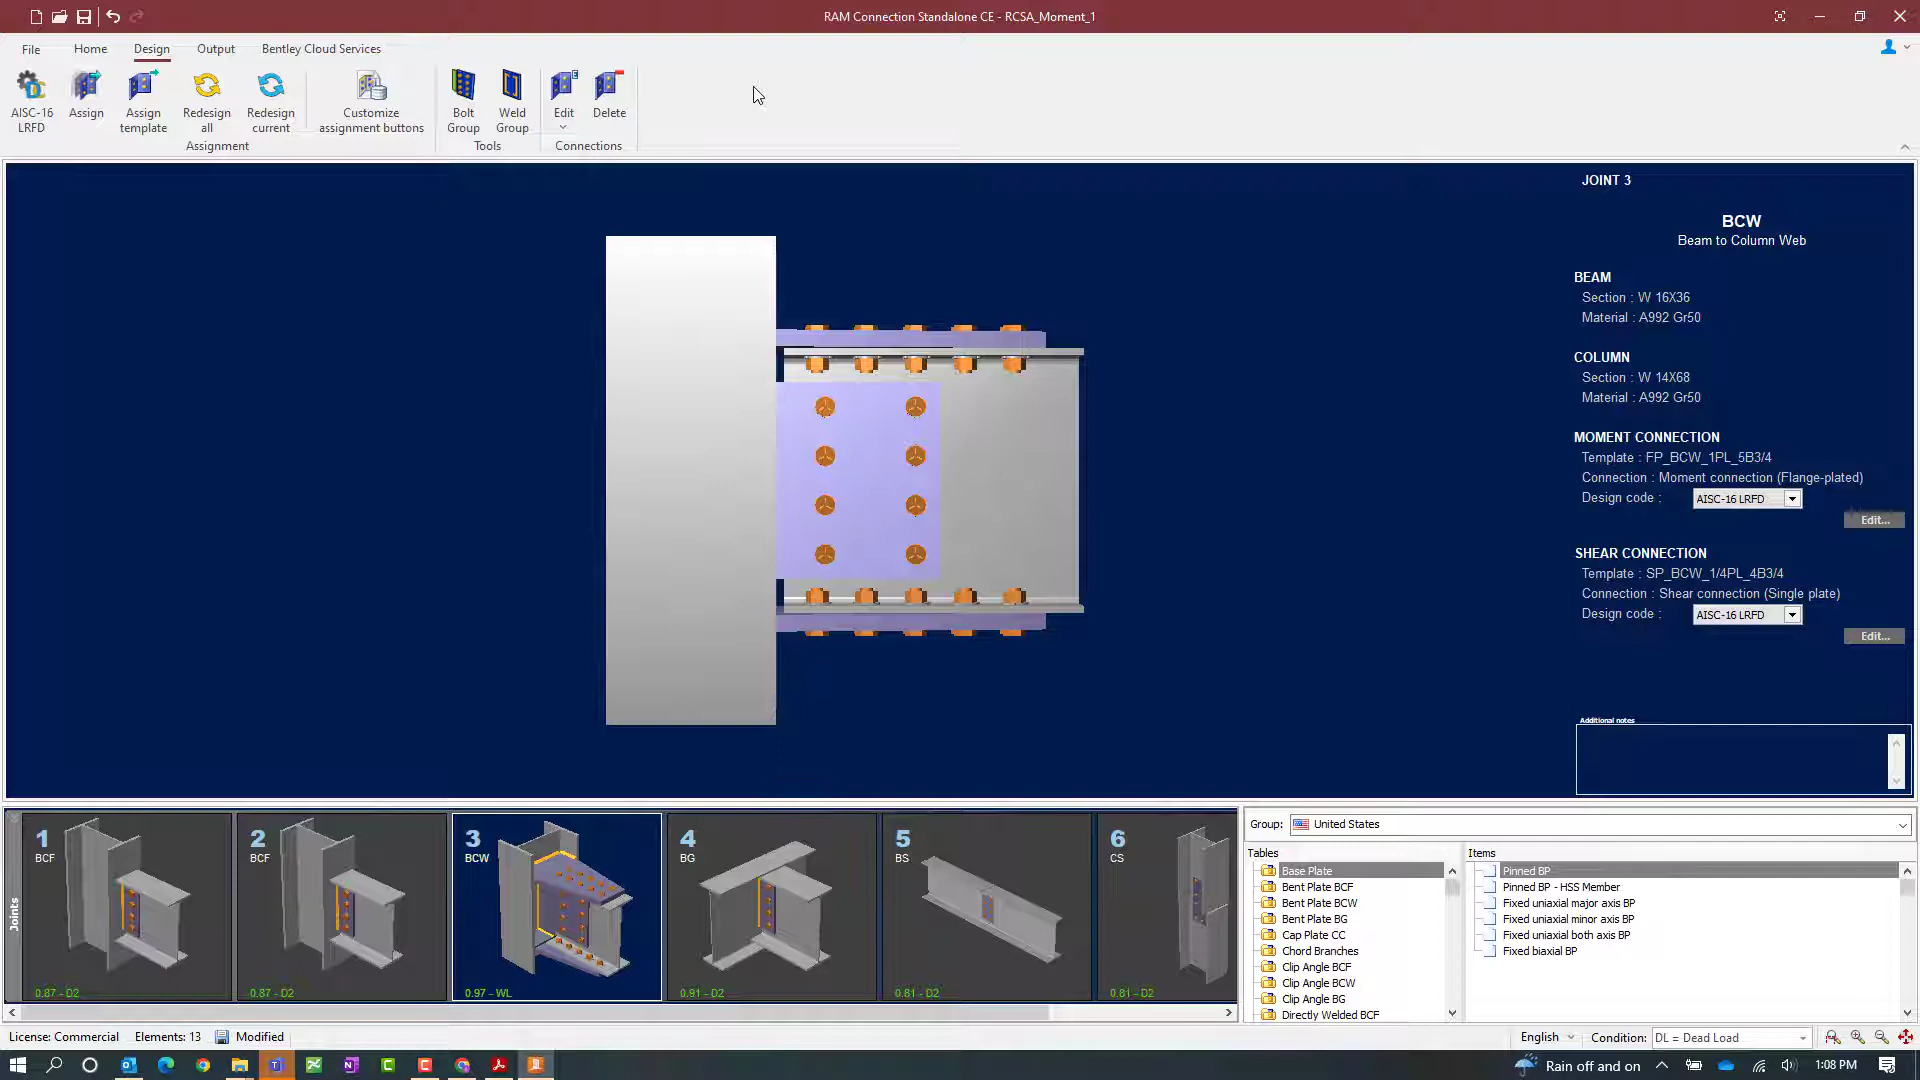 RAM Connection Standalone CE - RCSA_Moment_1
File Home Design Output Bentley Cloud Services
AISC-16 LRFD
Assign
Assign template
Redesign all
Redesign current
Customize assignment buttons
Bolt Group
Weld Group
Edit
Delete
Assignment
Tools
Connections
JOINT 3
BCW
Beam to Column Web
BEAM
Section : W 16X36
Material : A992 Gr50
COLUMN
Section : W 14X68
Material : A992 Gr50
MOMENT CONNECTION
Template : FP_BCW_1PL_5B3/4
Connection : Moment connection (Flange-plated)
Design code : AISC-16 LRFD
Edit...
SHEAR CONNECTION
Template : SP_BCW_1/4PL_4B3/4
Connection : Shear connection (Single plate)
Design code : AISC-16 LRFD
Edit...
Additional notes
Joints
1
BCF
0.87 - D2
2
BCF
0.87 - D2
3
BCW
0.97 - WL
4
BG
0.91 - D2
5
BS
0.81 - D2
6
CS
0.81 - D2
Group: United States
Tables
Base Plate
Bent Plate BCF
Bent Plate BCW
Bent Plate BG
Cap Plate CC
Chord Branches
Clip Angle BCF
Clip Angle BCW
Clip Angle BG
Directly Welded BCF
Items
Pinned BP
Pinned BP - HSS Member
Fixed uniaxial major axis BP
Fixed uniaxial minor axis BP
Fixed uniaxial both axis BP
Fixed biaxial BP
License: Commercial Elements: 13 Modified
English Condition: DL = Dead Load
Rain off and on
1:08 PM